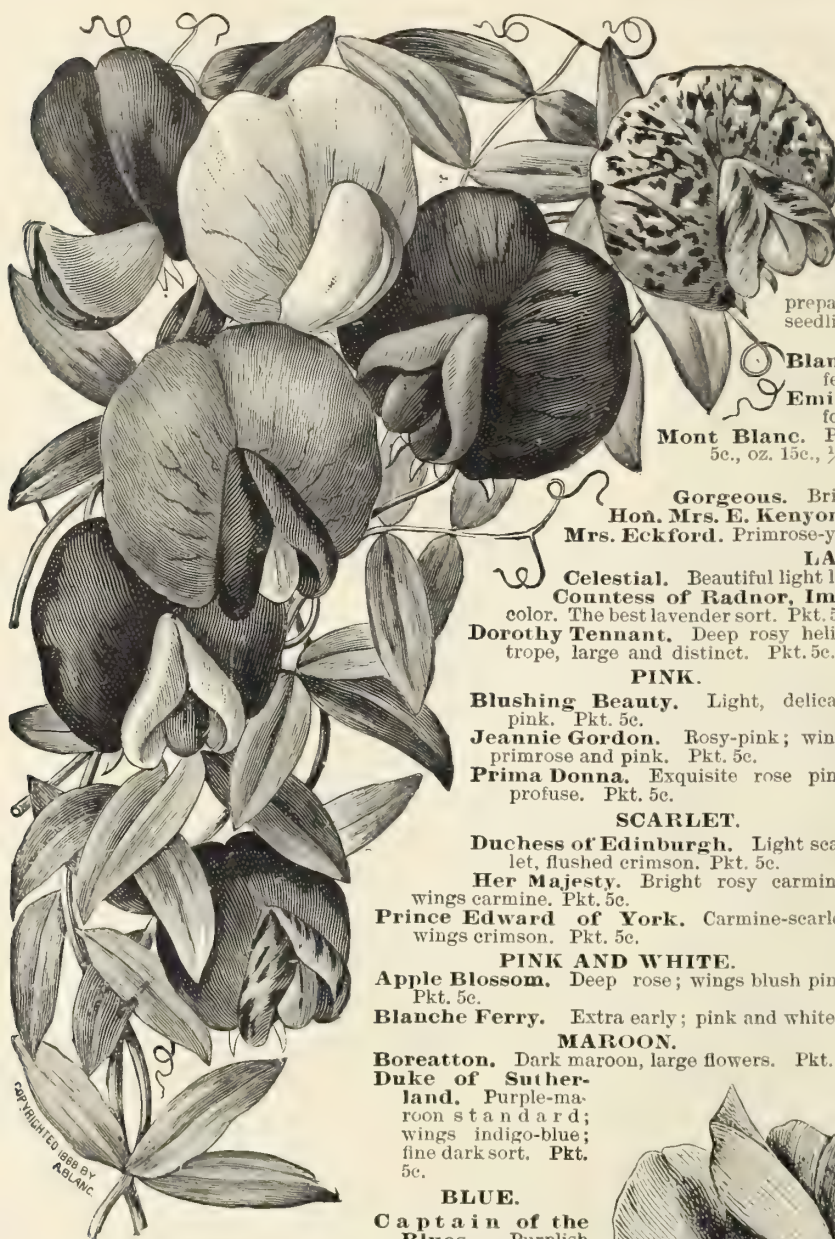 prepa
seedli
Blan
fe
Emi
fo
Mont Blanc. P
5c., oz. 15c.,
Gorgeous. Bri
Hon. Mrs. E. Kenyon
Mrs. Eckford. Primrose-y
LA
Celestial. Beautiful light l
Countess of Radnor, Im
color. The best lavender sort. Pkt. 5
Dorothy Tennant. Deep rosy helio
trope, large and distinct. Pkt. 5c.
PINK.
Blushing Beauty. Light, delica
pink. Pkt. 5c.
Jeannie Gordon. Rosy-pink; win
primrose and pink. Pkt. 5c.
Prima Donna. Exquisite rose pin
profuse. Pkt. 5c.
SCARLET.
Duchess of Edinburgh. Light sca
let, flushed crimson. Pkt. 5c.
Her Majesty. Bright rosy carmin
wings carmine. Pkt. 5c.
Prince Edward of York. Carmine-scarle
wings crimson. Pkt. 5c.
PINK AND WHITE.
Apple Blossom. Deep rose; wings blush pin
Pkt. 5c.
Blanche Ferry. Extra early; pink and white
MAROON.
Boreatton. Dark maroon, large flowers. Pkt.
Duke of Suther-
land. Purple-ma-
roon standard;
wings indigo-blue;
fine dark sort. Pkt.
5c.
BLUE.
Captain of the
Blues. Purplish
COPYRIGHTED 1888 BY
A. BLANC.